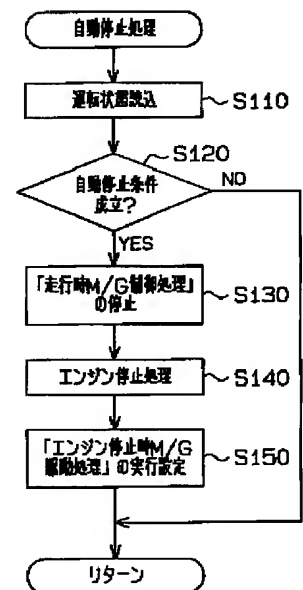 自動停止処理
運転状態読込
S110
S120
自動停止条件
成立?
NO
YES
「走行時M/G制御処理」
の停止
S130
エンジン停止処理
S140
「エンジン停止時M/G
駆動処理」の実行設定
S150
リターン